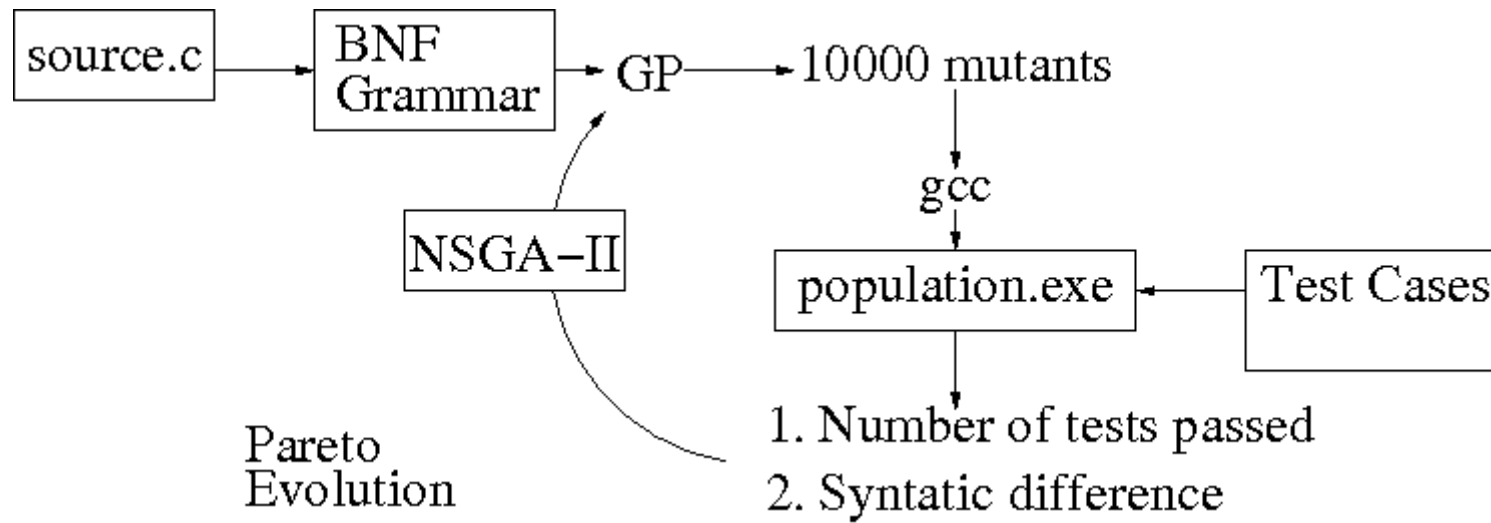 source.c
BNF
Grammar
GP
10000 mutants
gcc
NSGA-II
population.exe
Test Cases
1. Number of tests passed
2. Syntatic difference
Pareto
Evolution